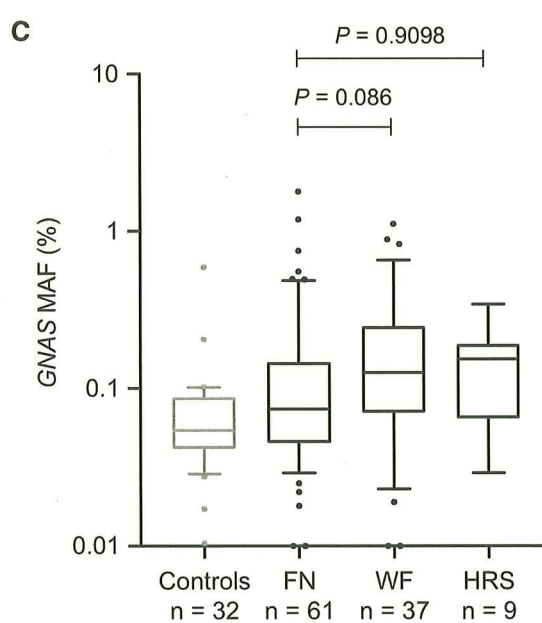 C
P = 0.9098
P = 0.086
GNAS MAF (%)
10
1
0.1
0.01
Controls FN WF HRS
n = 32 n = 61 n = 37 n = 9